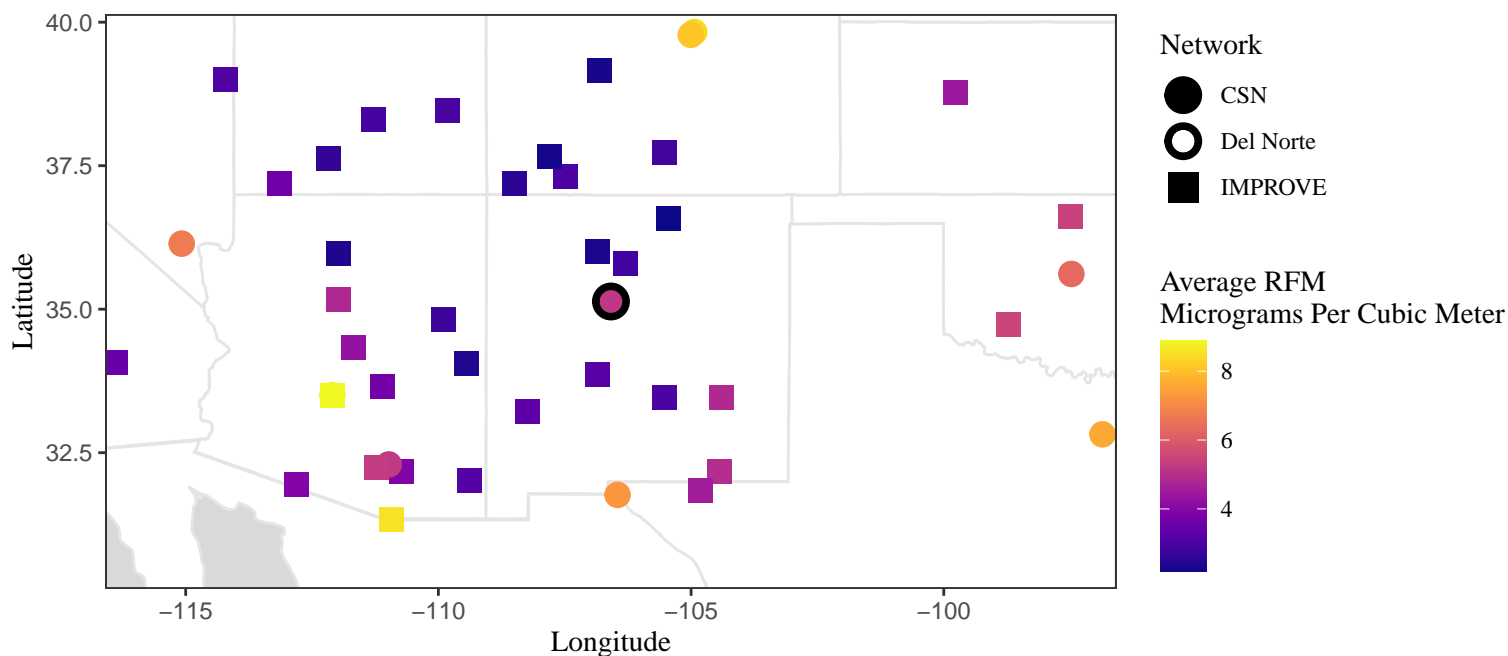 40.0
37.5
35.0
32.5
Latitude
−115
−110
−105
−100
Longitude
Network
CSN
Del Norte
IMPROVE
Average RFM
Micrograms Per Cubic Meter
8
6
4